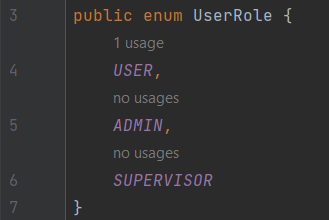 3 public enum UserRole {
1 usage
4 USER,
no usages
5 ADMIN,
no usages
6 SUPERVISOR
7 }